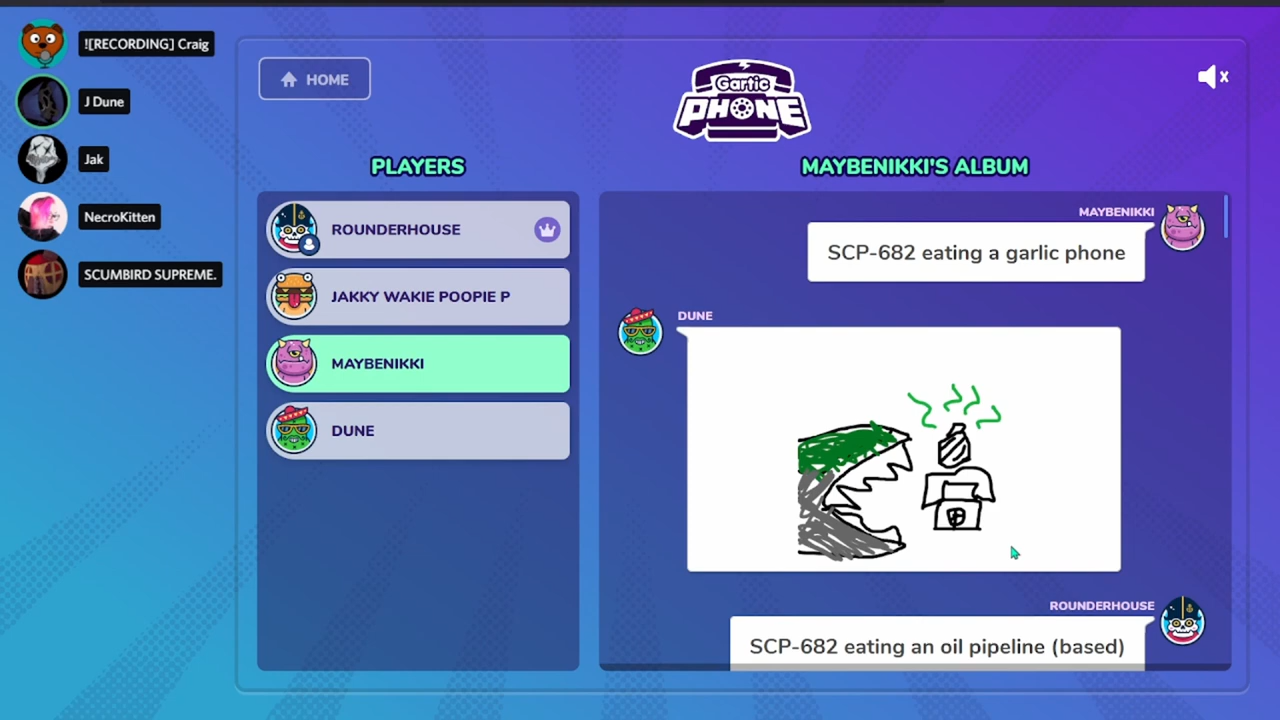 ![RECORDING] Craig
J Dune
Jak
NecroKitten
SCUMBIRD SUPREME.
HOME
Gartic
PHONE
PLAYERS
ROUNDERHOUSE
JAKKY WAKIE POOPIE P
MAYBENIKKI
DUNE
MAYBENIKKI'S ALBUM
MAYBENIKKI
SCP-682 eating a garlic phone
DUNE
ROUNDERHOUSE
SCP-682 eating an oil pipeline (based)